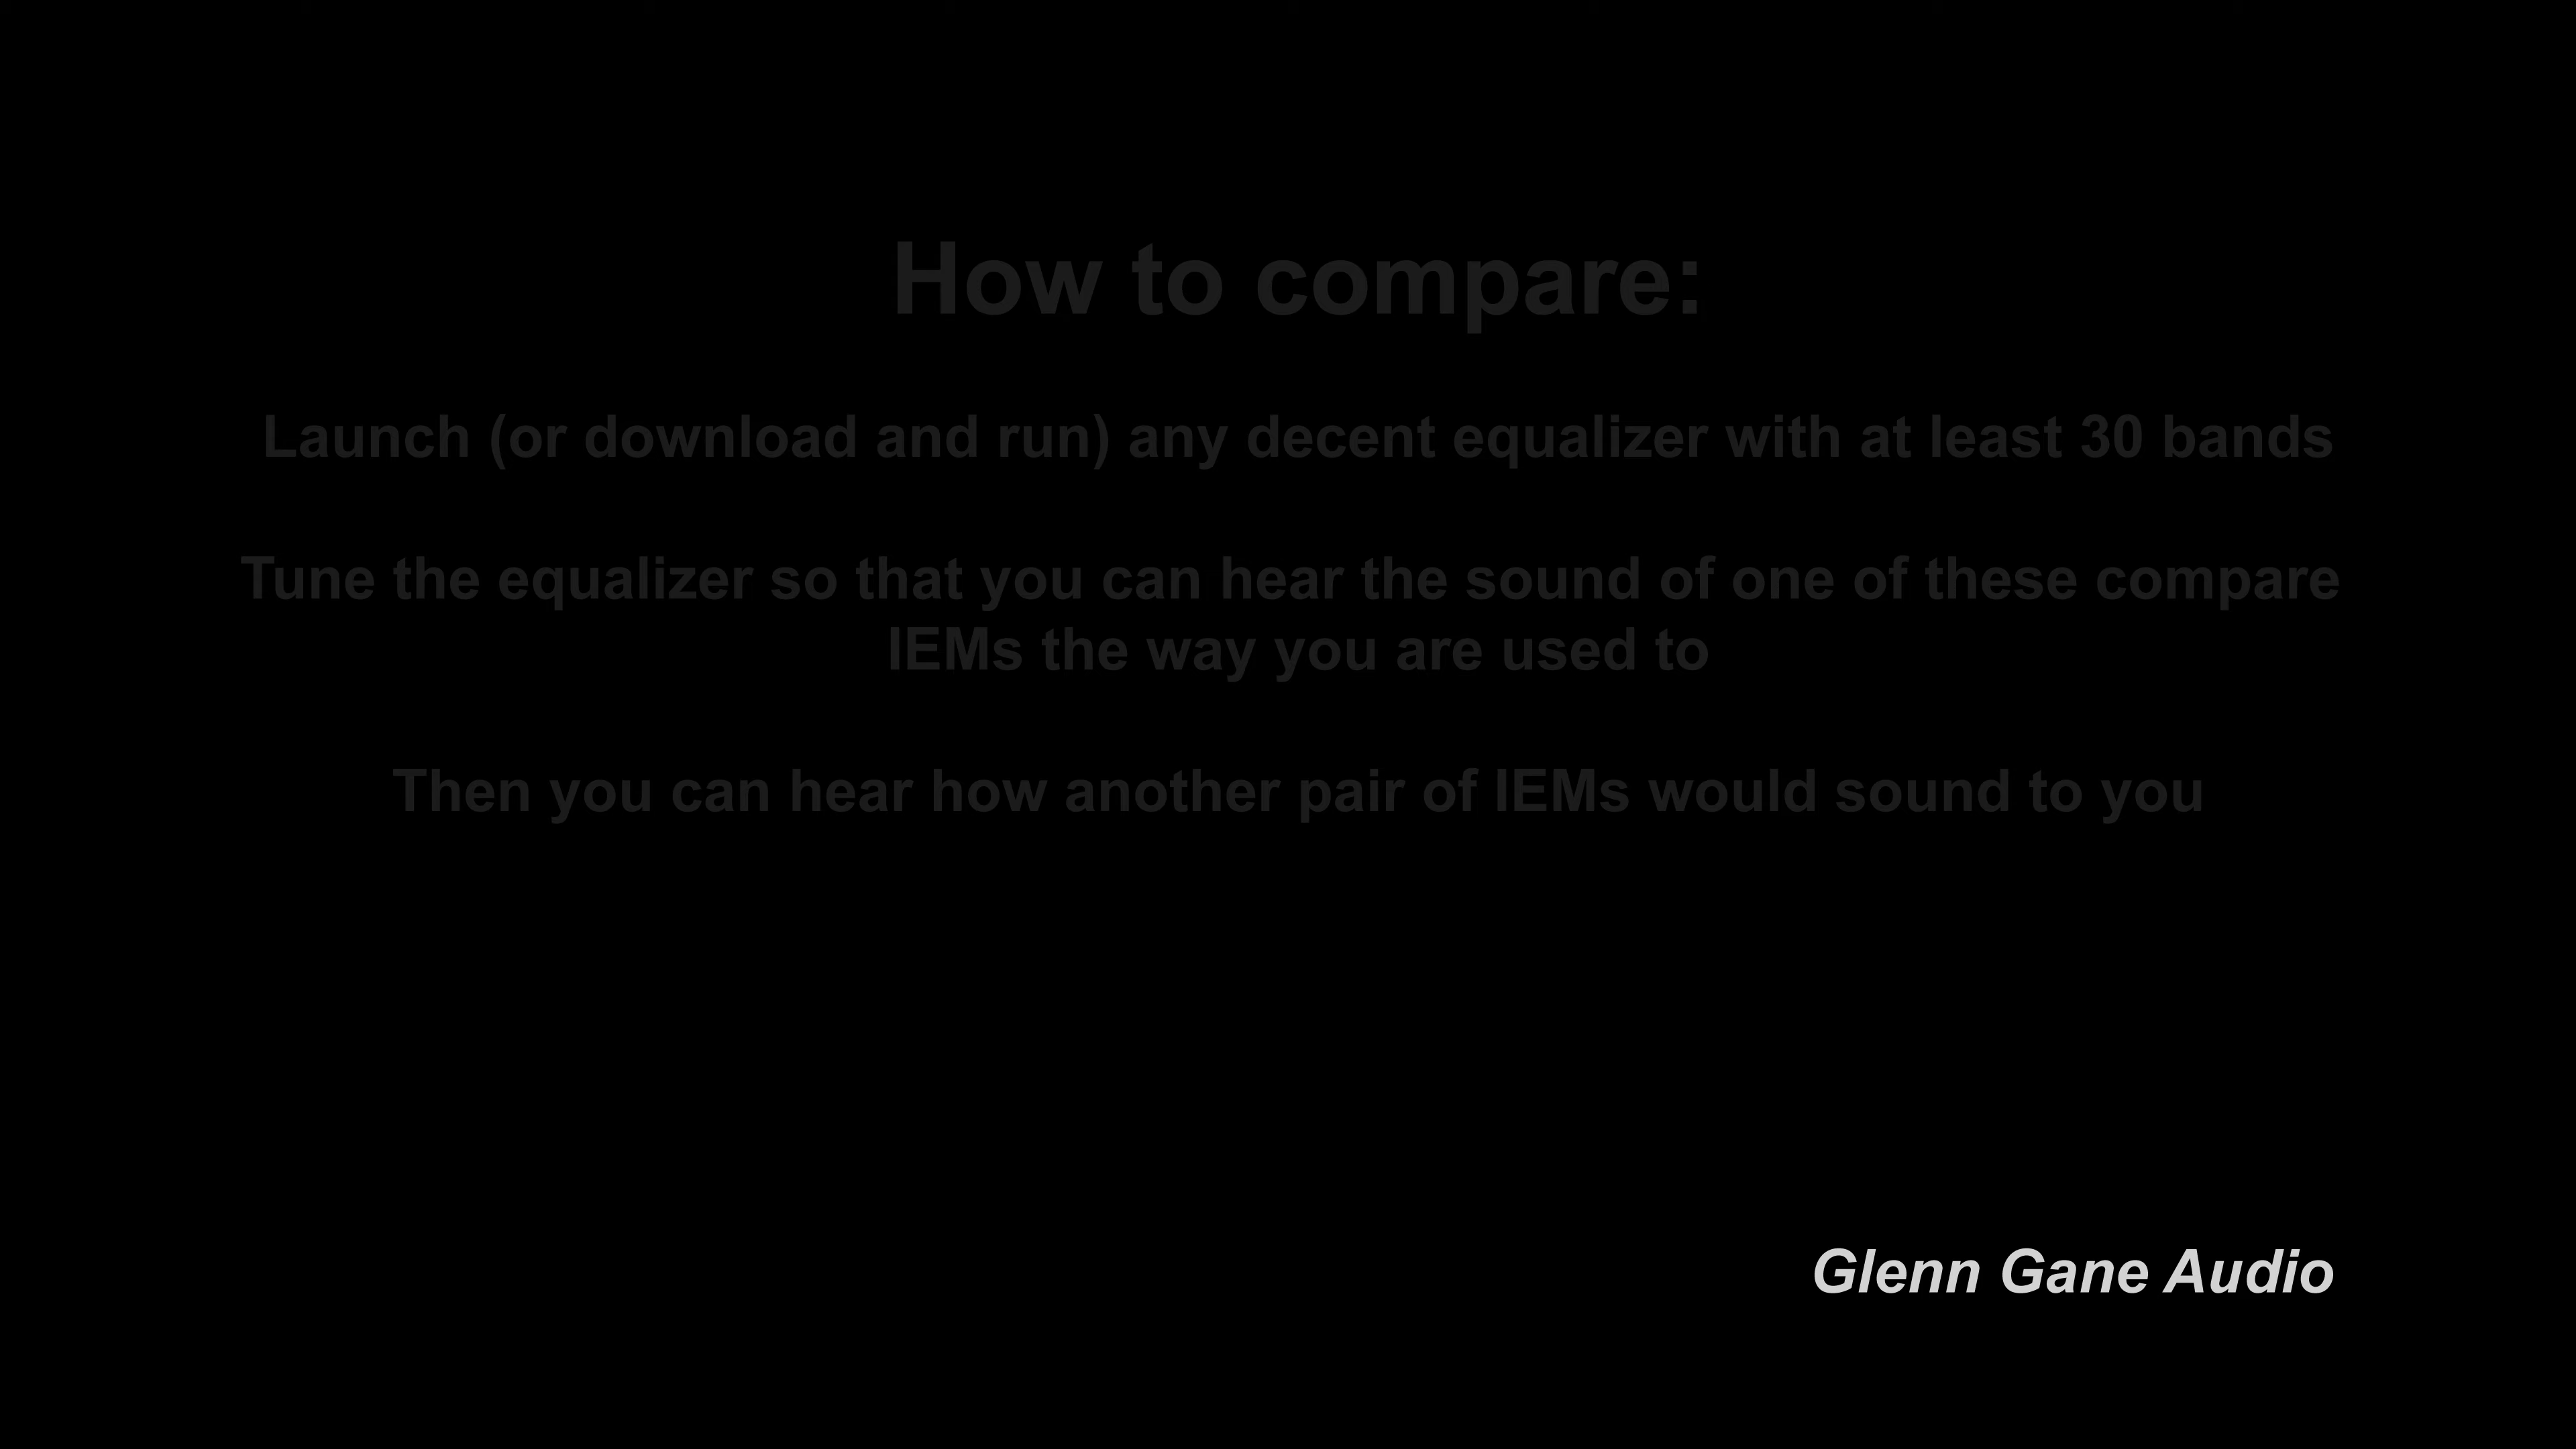 How to compare:
Launch (or download and run) any decent equalizer with at least 30 bands
Tune the equalizer so that you can hear the sound of one of these compare
IEMs the way you are used to
Then you can hear how another pair of IEMs would sound to you
Glenn Gane Audio